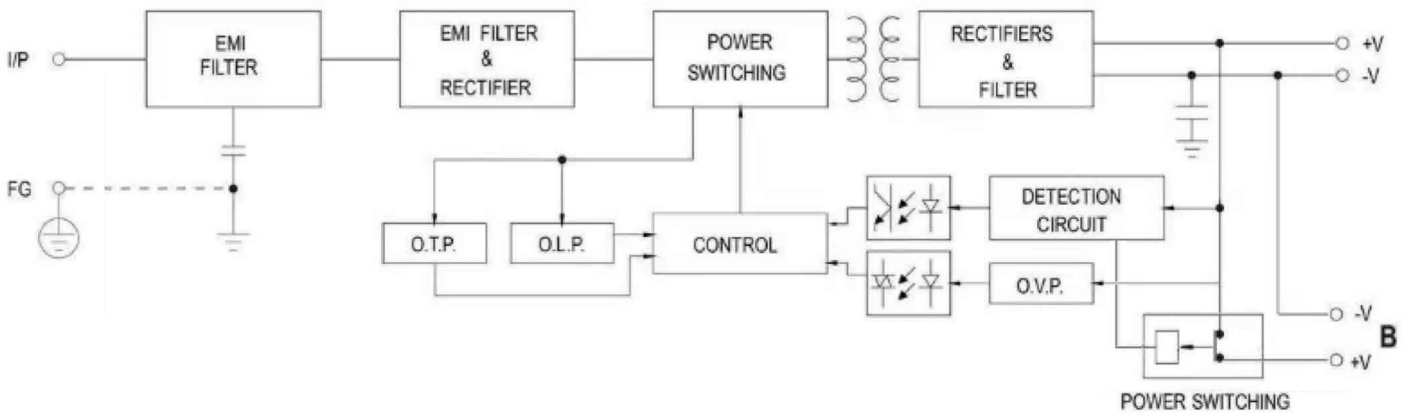 I/P
EMI
FILTER
EMI FILTER
&
RECTIFIER
POWER
SWITCHING
RECTIFIERS
&
FILTER
+V
-V
FG
O.T.P.
O.L.P.
CONTROL
DETECTION
CIRCUIT
O.V.P.
-V
B
+V
POWER SWITCHING